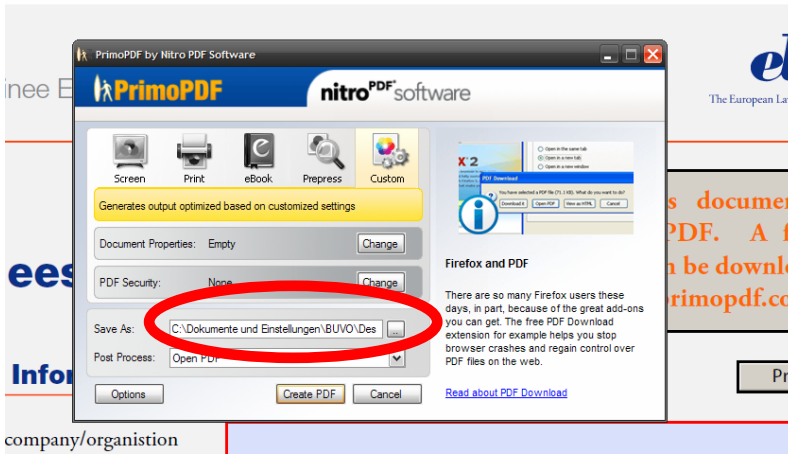 PrimoPDF by Nitro PDF Software
inee E
PrimoPDF
nitroPDF software
The European La
Screen
Print
eBook
Prepress
Custom
Generates output optimized based on customized settings
Document Properties: Empty
Change
PDF Security: None
Change
Save As: C:\Dokumente und Einstellungen\BUVO\Des ...
Post Process: Open PDF
Options
Create PDF
Cancel
X 2
Open in the same tab
Open in a new tab
Open in a new window
PDF Download
You have selected a PDF file (71.1 KB). What do you want to do?
Download it
Open PDF
View as HTML
Cancel
Firefox and PDF
There are so many Firefox users these
days, in part, because of the great add-ons
you can get. The free PDF Download
extension for example helps you stop
browser crashes and regain control over
PDF files on the web.
Read about PDF Download
s documen
PDF. A f
be downl
rimopdf.co
ees
Infor
Pr
company/organistion